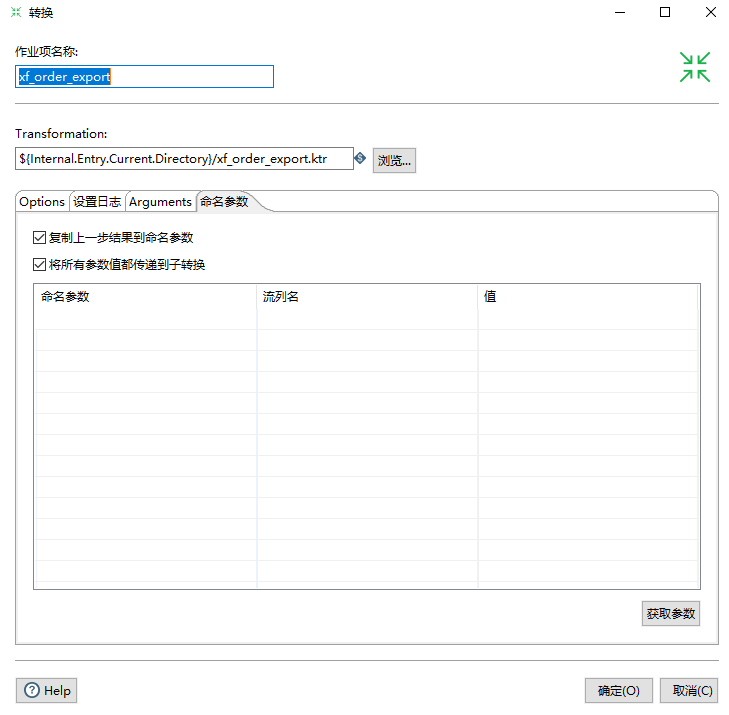 转换
作业项名称:
xf_order_export
Transformation:
${Internal.Entry.Current.Directory}/xf_order_export.ktr
浏览...
Options 设置日志 Arguments 命名参数
复制上一步结果到命名参数
将所有参数值都传递到子转换
命名参数 流列名 值
获取参数
Help 确定(O) 取消(C)